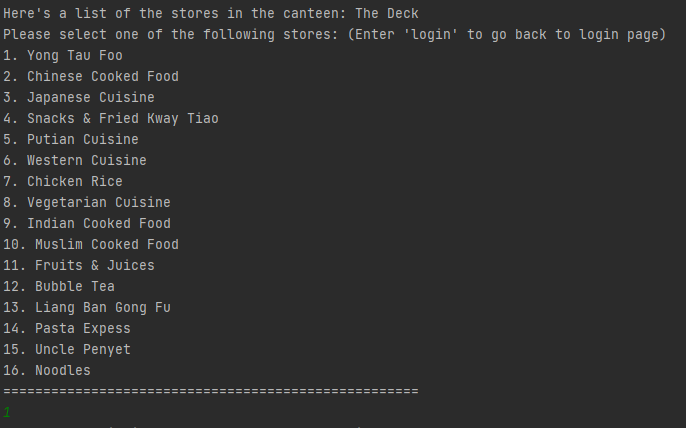 Here's a list of the stores in the canteen: The Deck
Please select one of the following stores: (Enter 'login' to go back to login page)
1. Yong Tau Foo
2. Chinese Cooked Food
3. Japanese Cuisine
4. Snacks & Fried Kway Tiao
5. Putian Cuisine
6. Western Cuisine
7. Chicken Rice
8. Vegetarian Cuisine
9. Indian Cooked Food
10. Muslim Cooked Food
11. Fruits & Juices
12. Bubble Tea
13. Liang Ban Gong Fu
14. Pasta Expess
15. Uncle Penyet
16. Noodles
====================================================
1